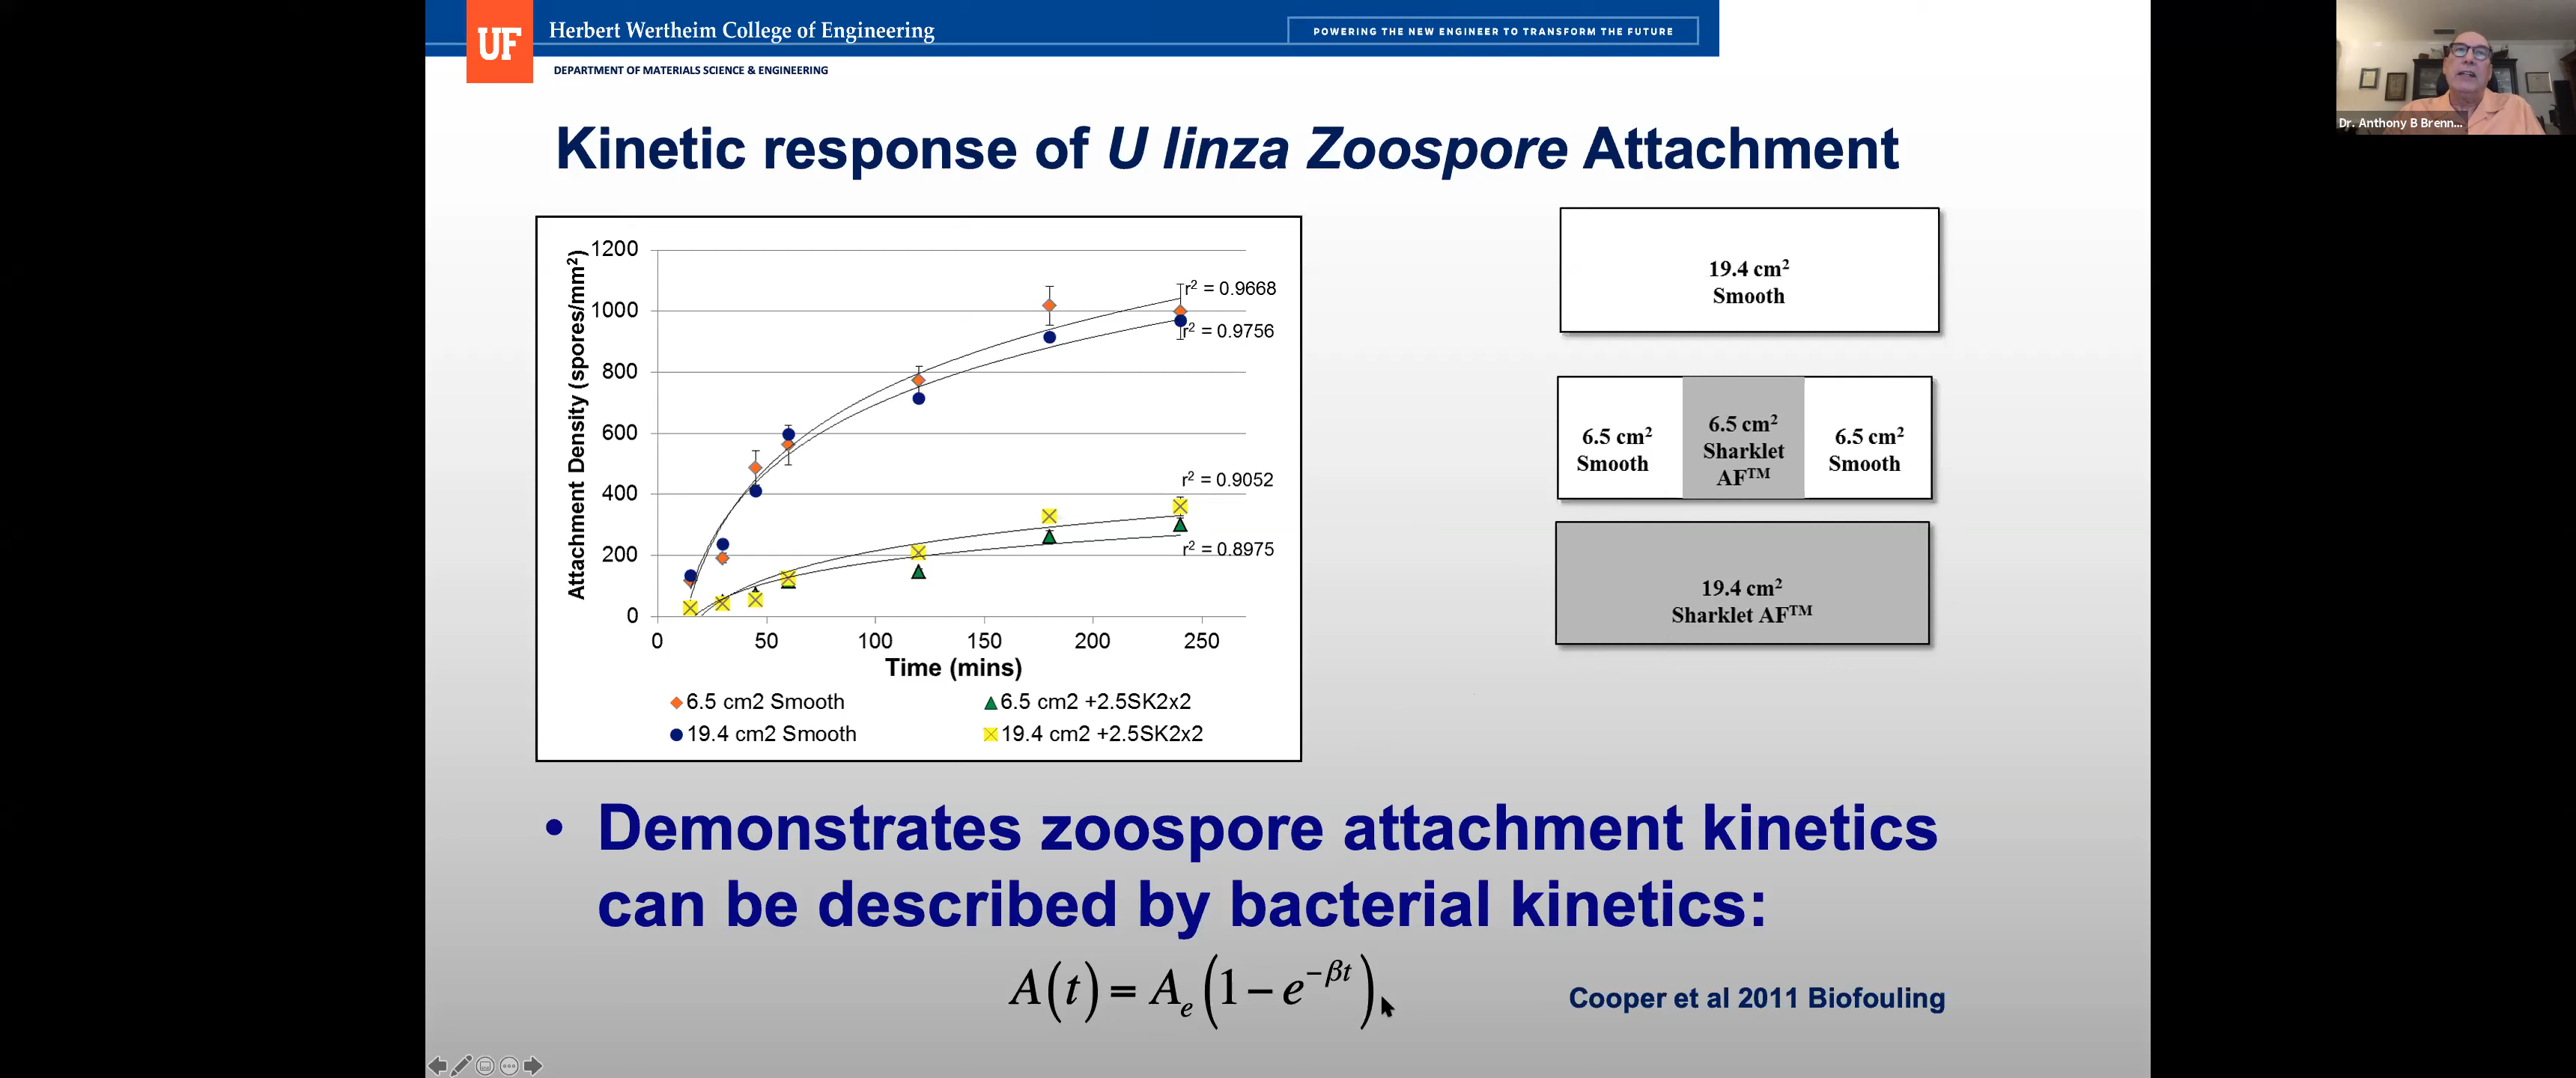 UF
Herbert Wertheim College of Engineering
POWERING THE NEW ENGINEER TO TRANSFORM THE FUTURE
DEPARTMENT OF MATERIALS SCIENCE & ENGINEERING
Dr. Anthony B Brenn...
Kinetic response of U linza Zoospore Attachment
Attachment Density (spores/mm²)
1200
1000
800
600
400
200
0
r² = 0.9668
r² = 0.9756
r² = 0.9052
r² = 0.8975
0 50 100 150 200 250
Time (mins)
6.5 cm2 Smooth
6.5 cm2 +2.5SK2x2
19.4 cm2 Smooth
19.4 cm2 +2.5SK2x2
19.4 cm²
Smooth
6.5 cm²
Smooth
6.5 cm²
Sharklet
AF™
6.5 cm²
Smooth
19.4 cm²
Sharklet AF™
• Demonstrates zoospore attachment kinetics
can be described by bacterial kinetics:
A(t) = Aₑ(1 − e^(−βt))
Cooper et al 2011 Biofouling